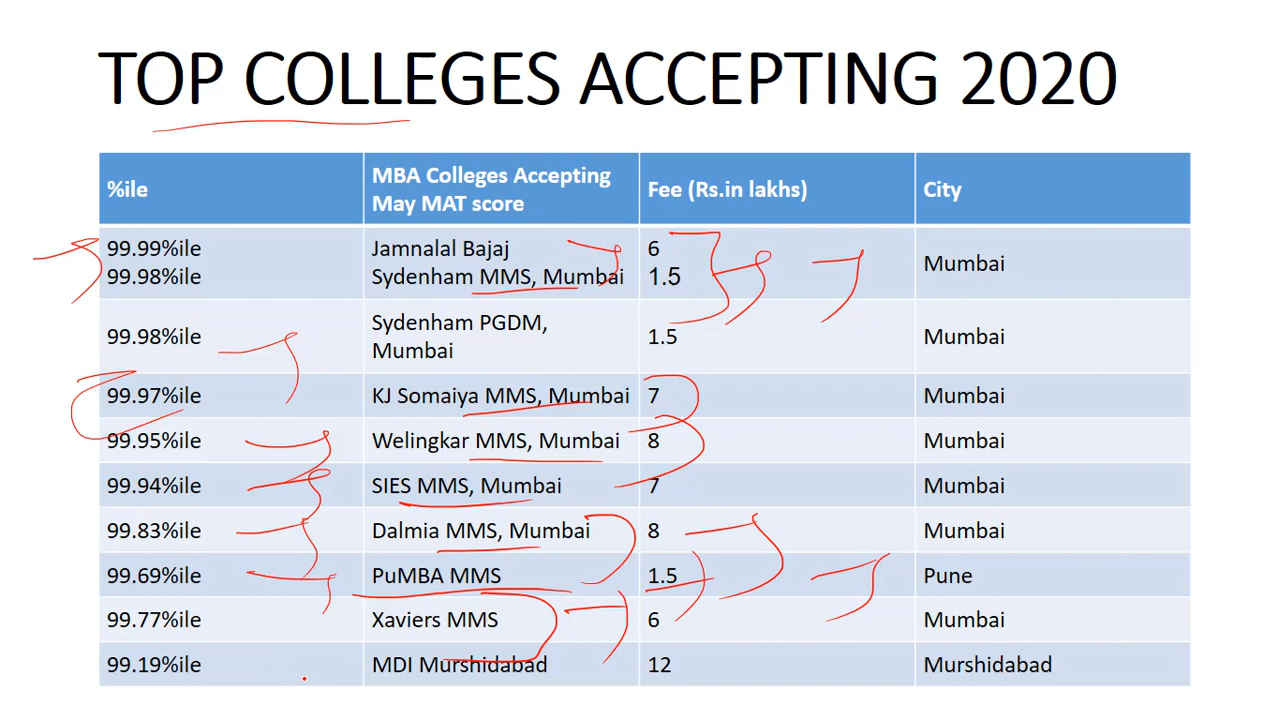 TOP COLLEGES ACCEPTING 2020
%ile
MBA Colleges Accepting
May MAT score
Fee (Rs.in lakhs)
City
99.99%ile
99.98%ile
Jamnalal Bajaj
Sydenham MMS, Mumbai
6
1.5
Mumbai
99.98%ile
Sydenham PGDM,
Mumbai
1.5
Mumbai
99.97%ile
KJ Somaiya MMS, Mumbai
7
Mumbai
99.95%ile
Welingkar MMS, Mumbai
8
Mumbai
99.94%ile
SIES MMS, Mumbai
7
Mumbai
99.83%ile
Dalmia MMS, Mumbai
8
Mumbai
99.69%ile
PuMBA MMS
1.5
Pune
99.77%ile
Xaviers MMS
6
Mumbai
99.19%ile
MDI Murshidabad
12
Murshidabad